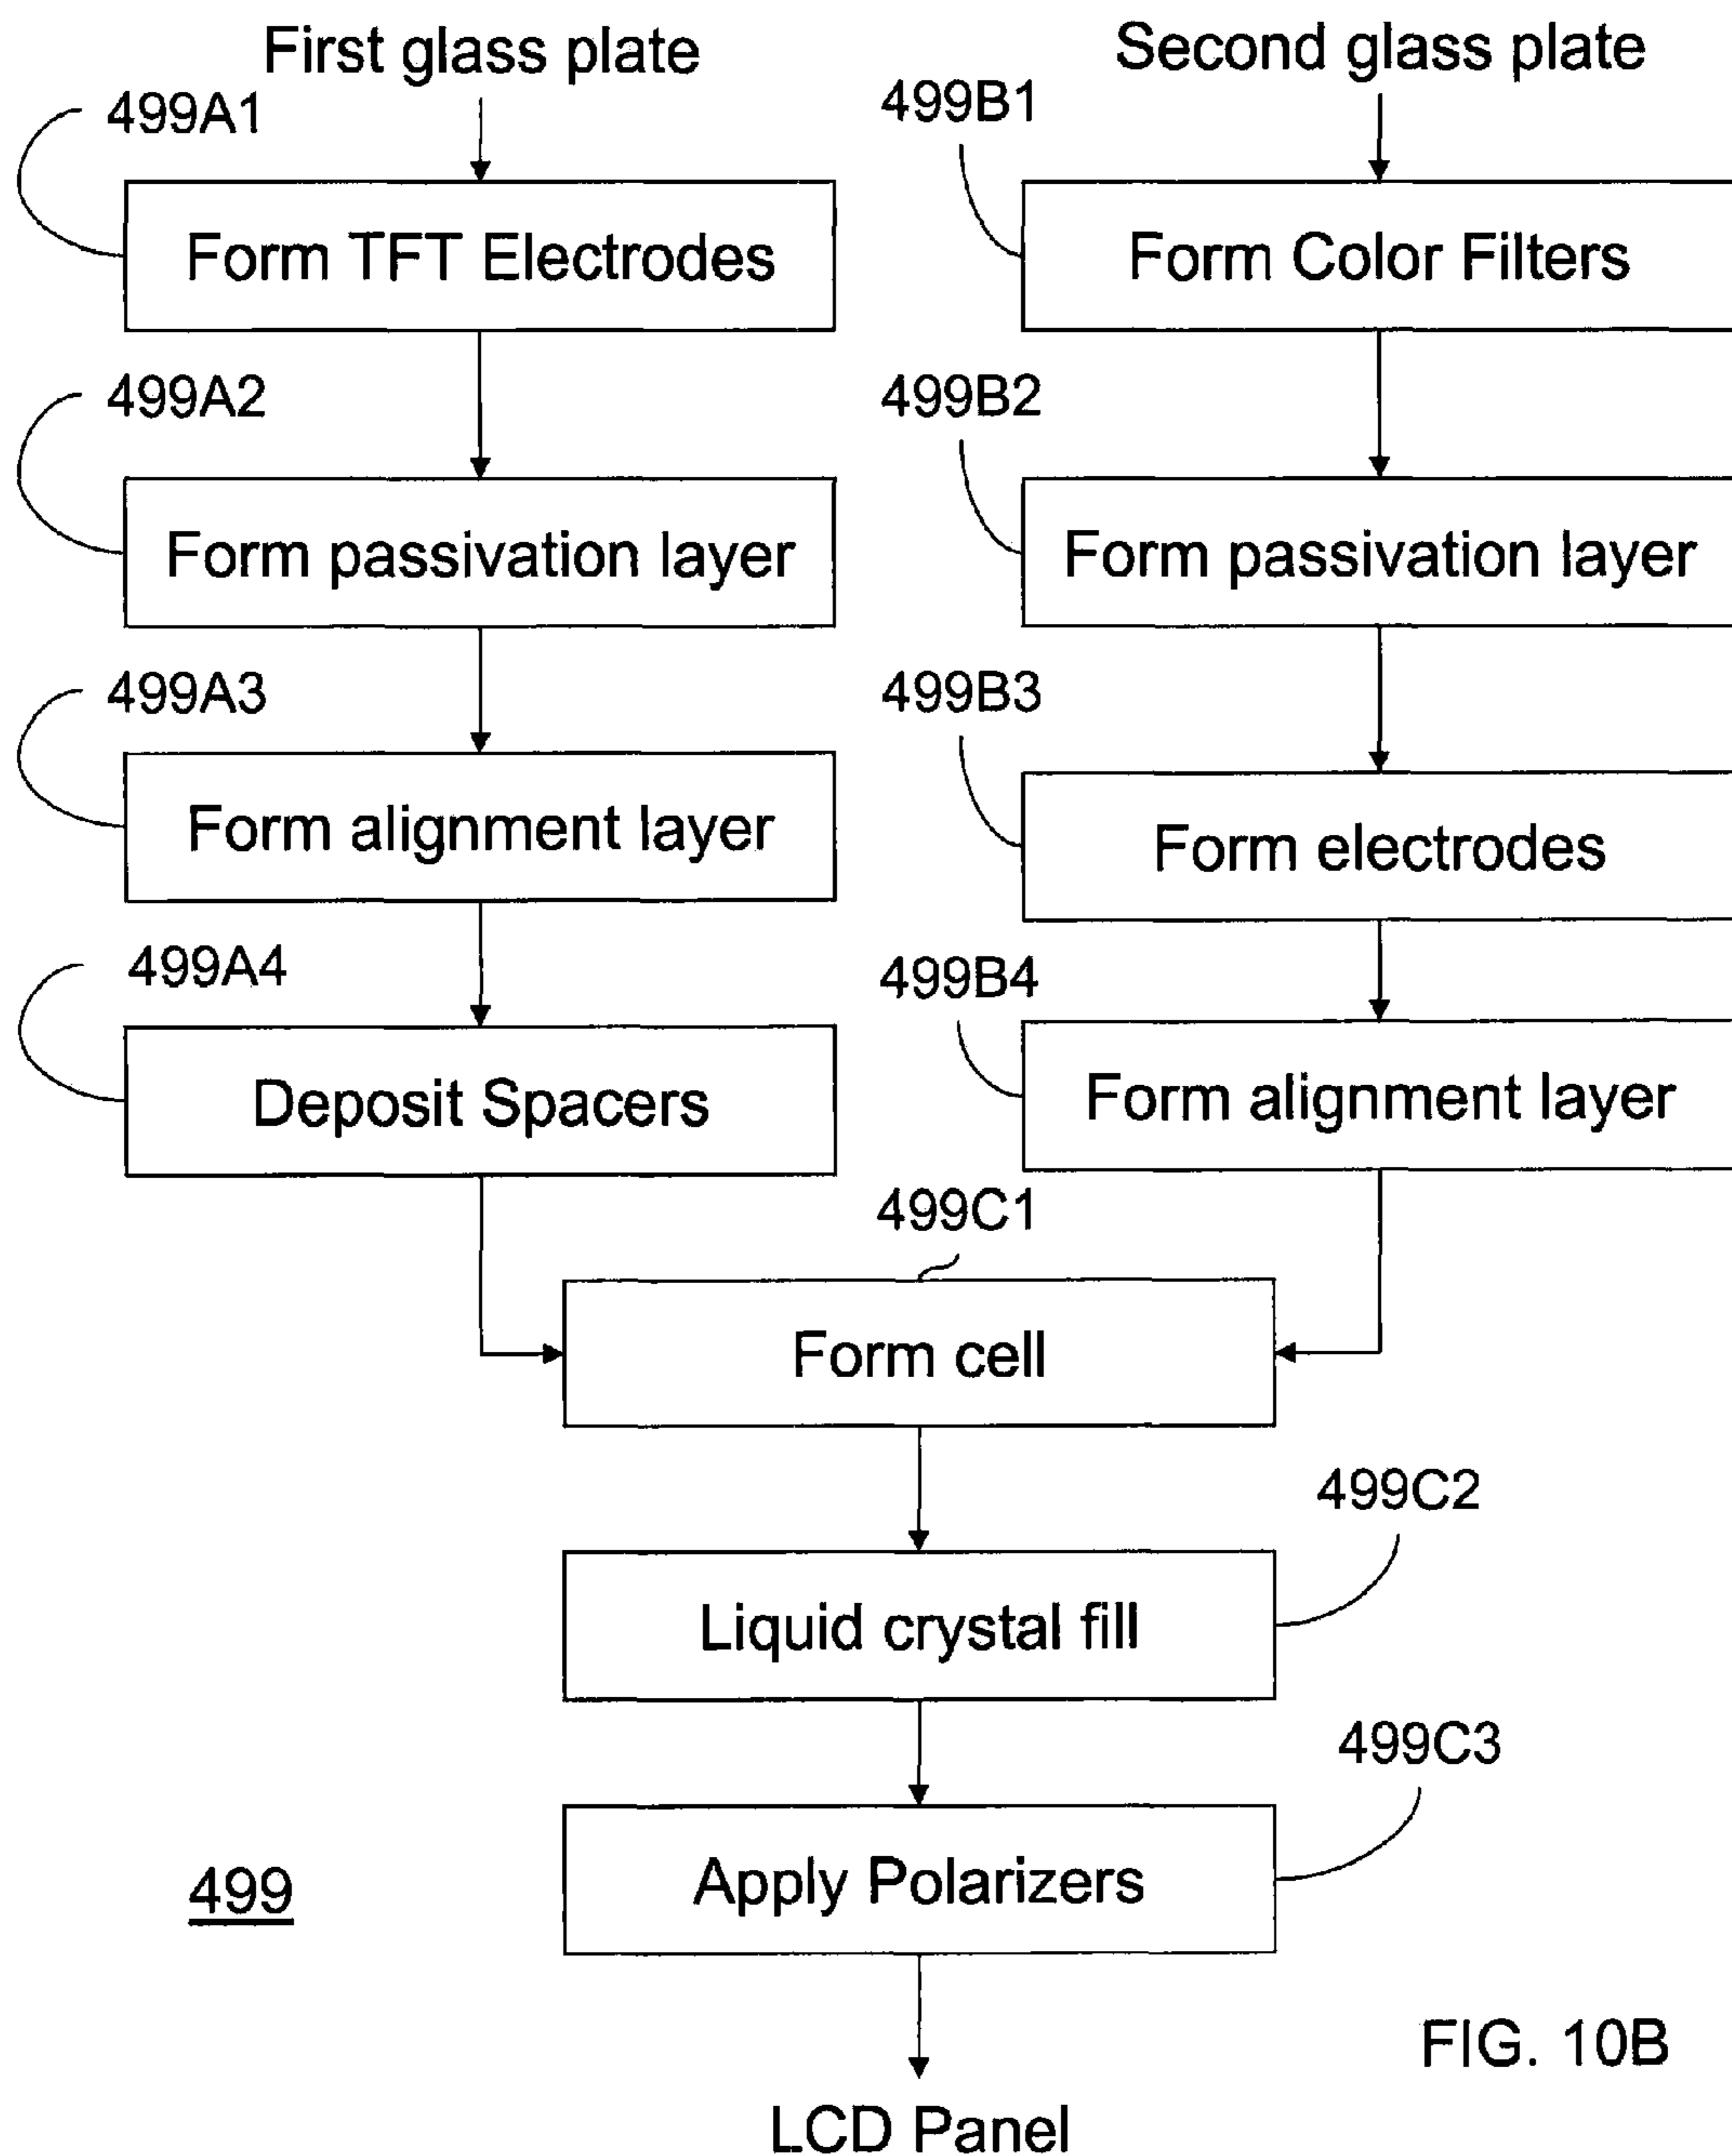 First glass plate
499A1
Form TFT Electrodes
499A2
Form passivation layer
499A3
Form alignment layer
499A4
Deposit Spacers
Second glass plate
499B1
Form Color Filters
499B2
Form passivation layer
499B3
Form electrodes
499B4
Form alignment layer
499C1
Form cell
499C2
Liquid crystal fill
499C3
Apply Polarizers
LCD Panel
499
FIG. 10B